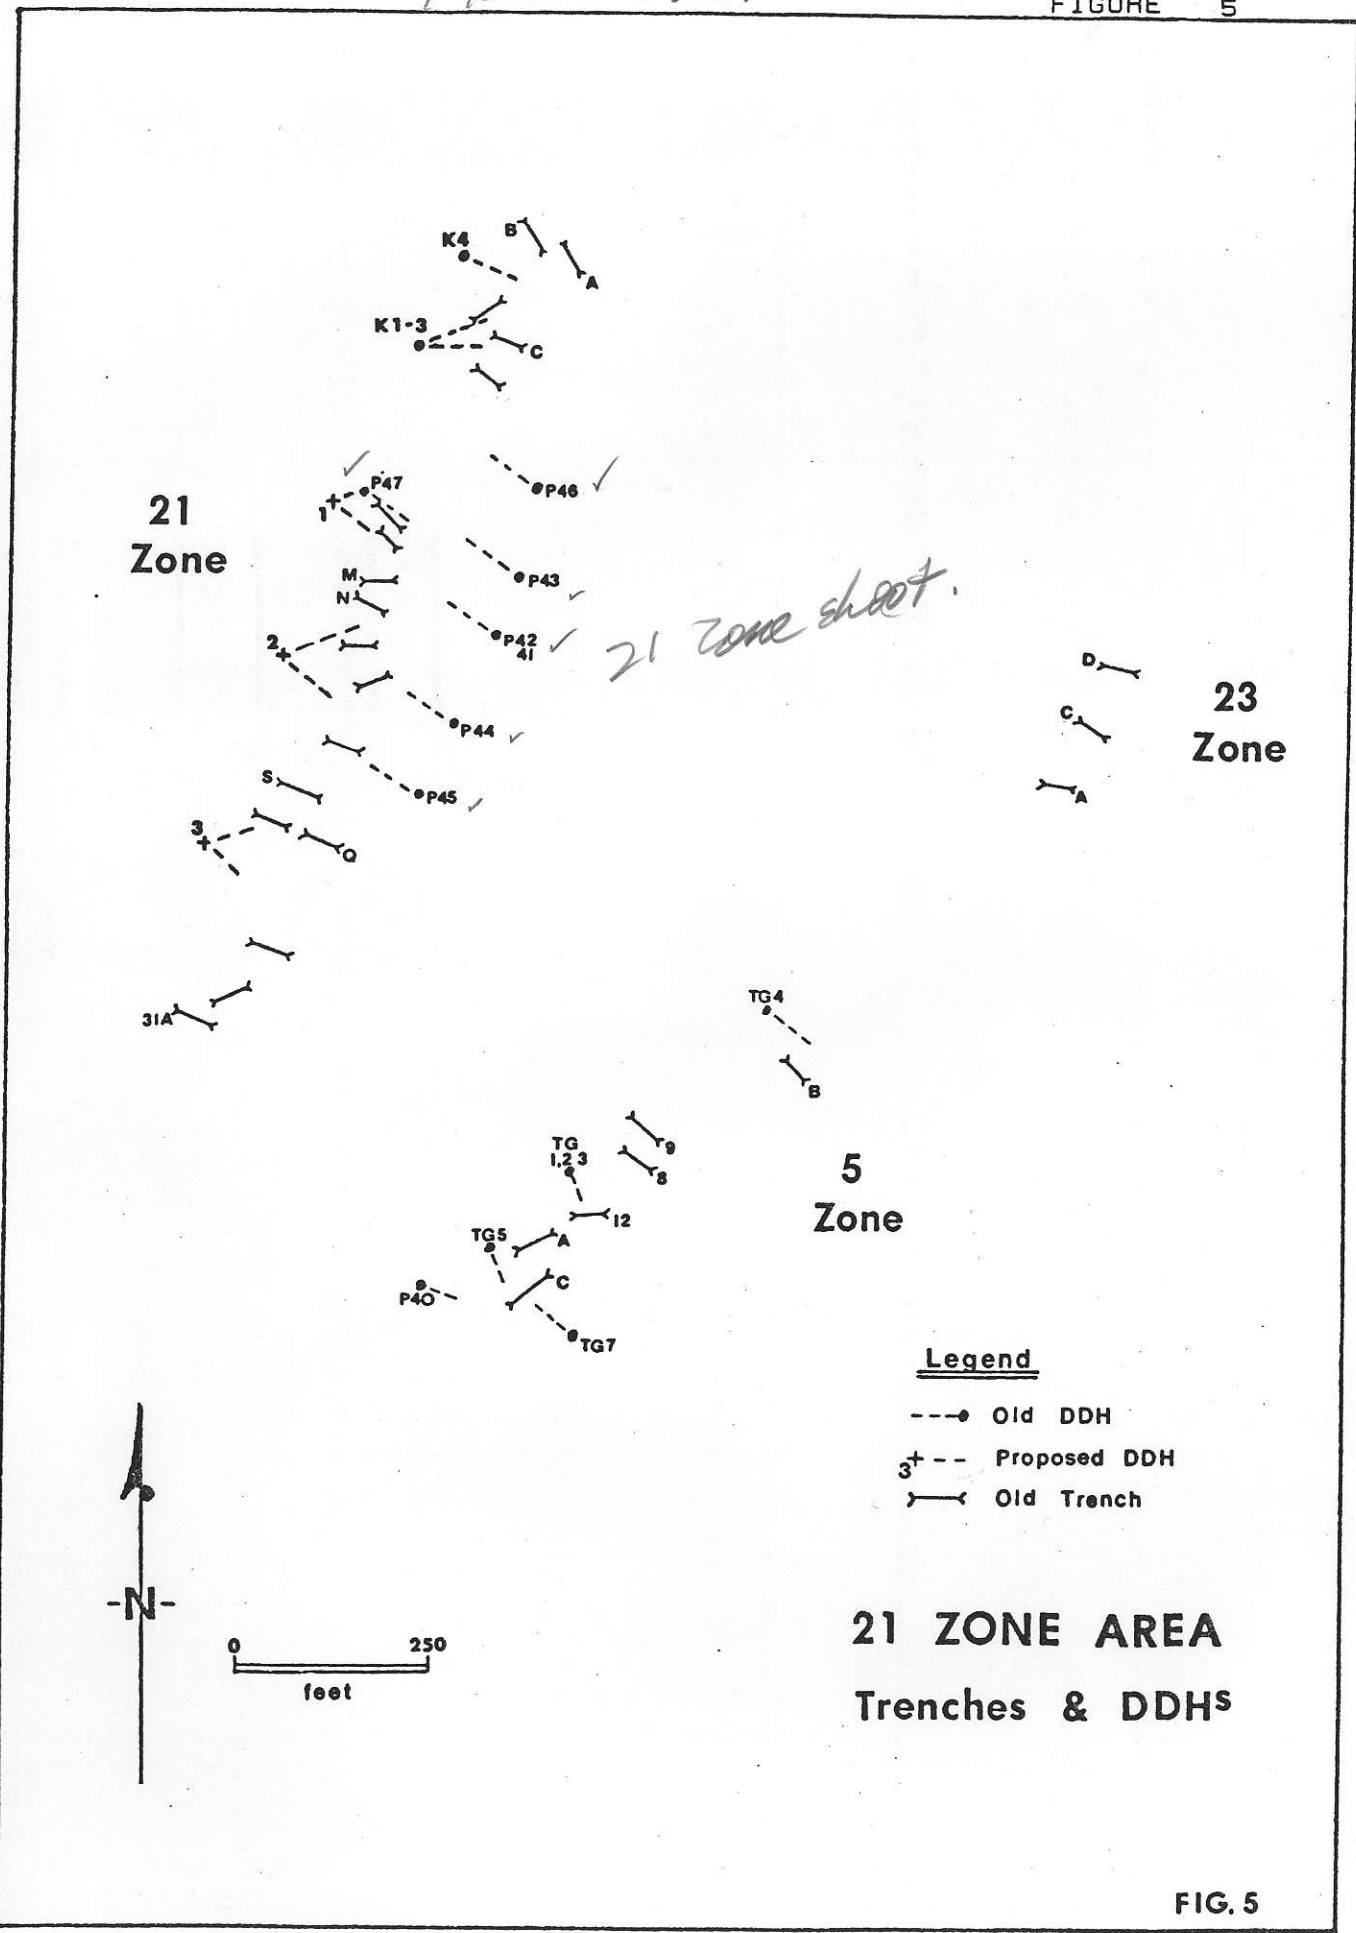 FIGURE 5
B
K4
A
K1-3
C
P47
P46
1
21
Zone
P43
M
N
P42
41
21 Zone sheet.
2
D
23
Zone
C
P44
S
P45
A
3
Q
TG4
31A
B
9
TG
1,2 3
8
5
Zone
12
TG5
A
C
P40
TG7
Legend
Old DDH
3 Proposed DDH
Old Trench
-N-
0 250
feet
21 ZONE AREA
Trenches & DDHs
FIG. 5